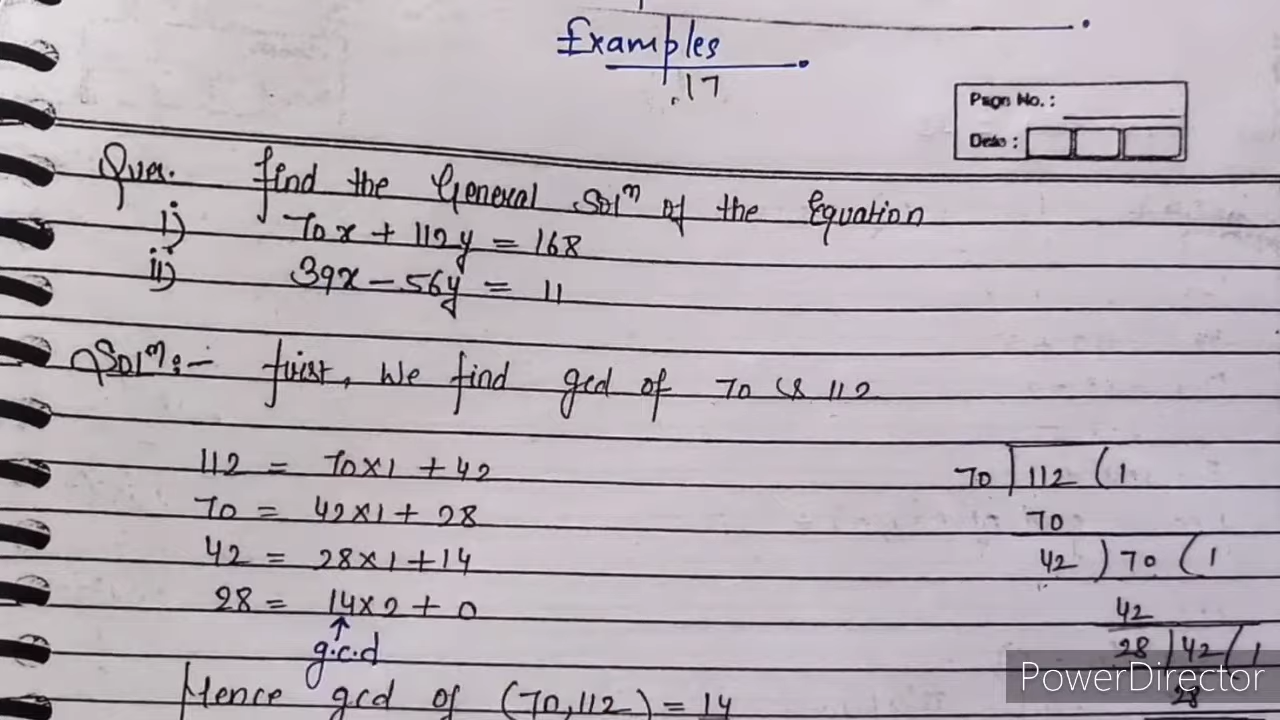 Examples
.17
Page No. :
Date :
Ques. find the General Solⁿ of the Equation
i) 70x + 112y = 168
ii) 39x - 56y = 11
Solⁿ:- first, We find gcd of 70 & 112
112 = 70×1 + 42
70 = 42×1 + 28
42 = 28×1 + 14
28 = 14×2 + 0
↑
g.c.d
Hence gcd of (70,112) = 14
70 | 112 ( 1
70
42 ) 70 ( 1
42
28 | 42 ( 1
28
PowerDirector